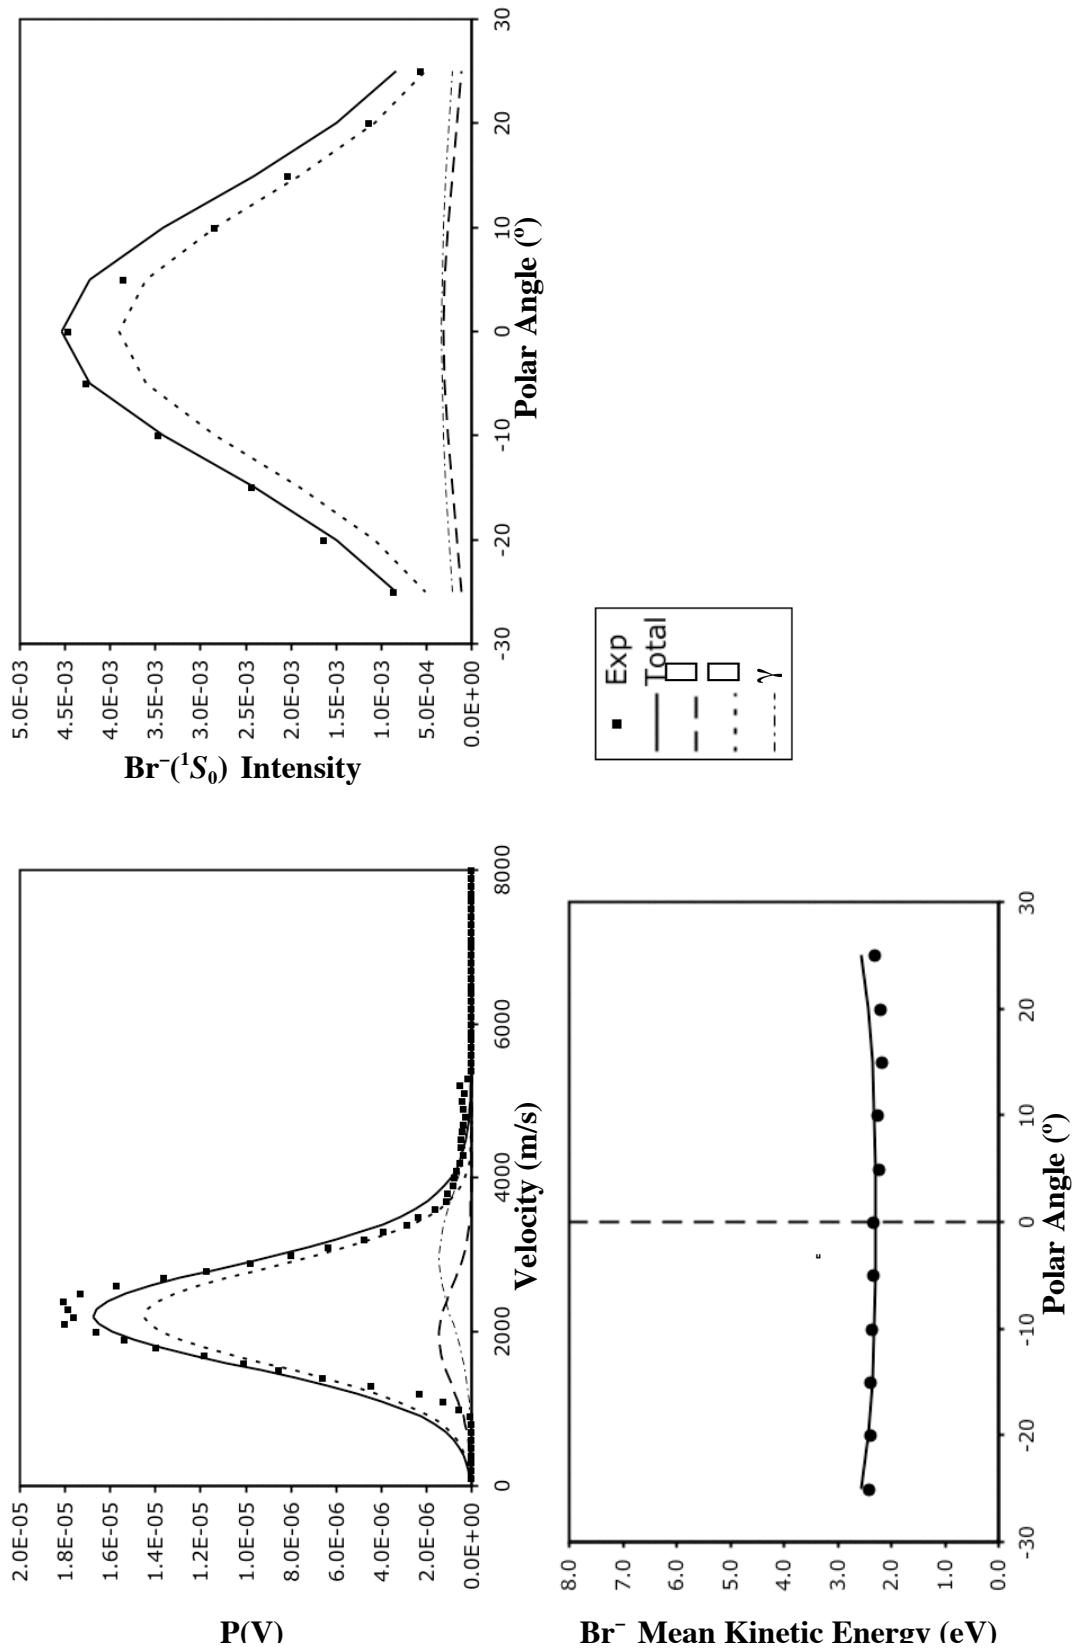 2.0E-05
1.8E-05
1.6E-05
1.4E-05
1.2E-05
1.0E-05
8.0E-06
6.0E-06
4.0E-06
2.0E-06
0.0E+00
P(V)
0
2000
4000
6000
8000
Velocity (m/s)
5.0E-03
4.5E-03
4.0E-03
3.5E-03
3.0E-03
2.5E-03
2.0E-03
1.5E-03
1.0E-03
5.0E-04
0.0E+00
Br⁻(¹S₀) Intensity
-30
-20
-10
0
10
20
30
Polar Angle (º)
8.0
7.0
6.0
5.0
4.0
3.0
2.0
1.0
0.0
Br⁻ Mean Kinetic Energy (eV)
-30
-20
-10
0
10
20
30
Polar Angle (º)
Exp
Total
γ